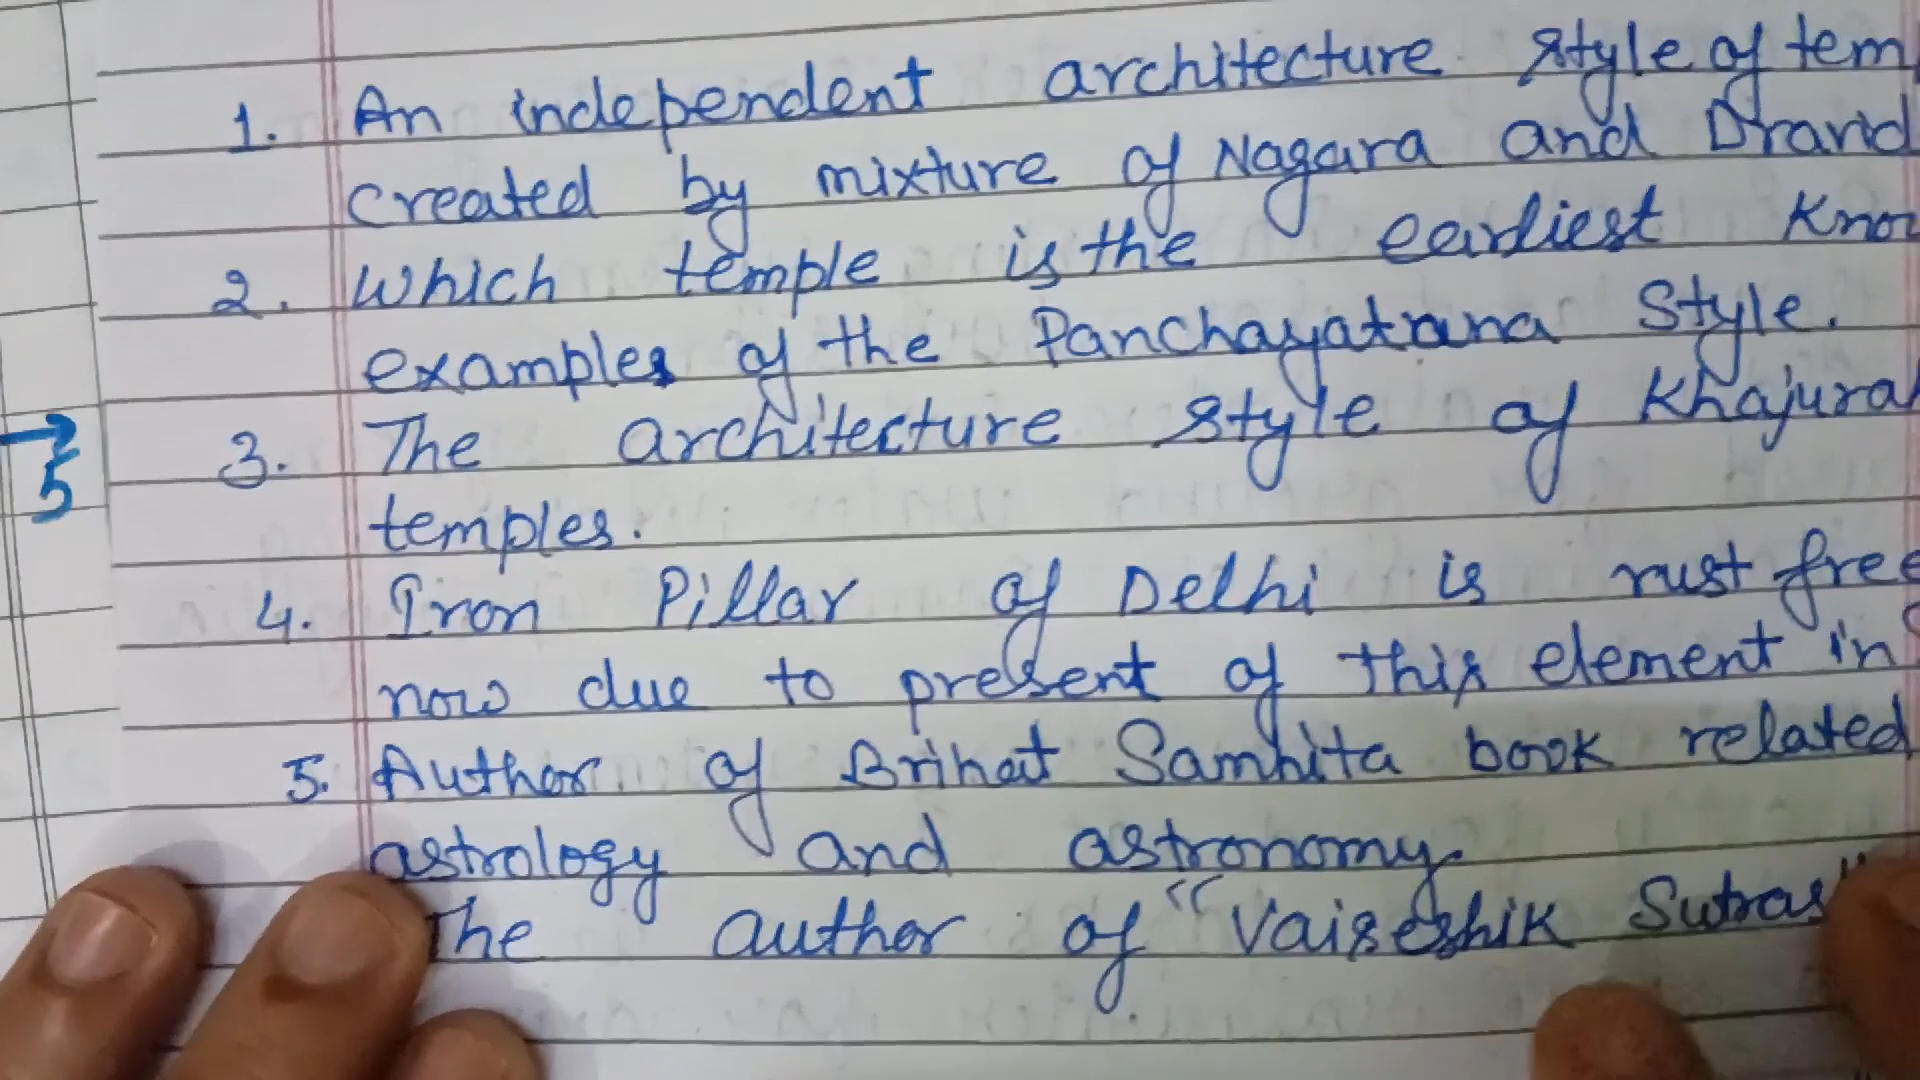 1. An independent architecture style of tem
created by mixture of Nagara and Dravid
2. Which temple is the earliest Know
examples of the Panchayatana Style.
3. The architecture style of Khajurah
temples.
→
5
4. Iron Pillar of Delhi is rust free
now due to present of this element in
5. Author of Brihat Samhita book related
astrology and astronomy.
The author of "Vaiseshik Sutras"